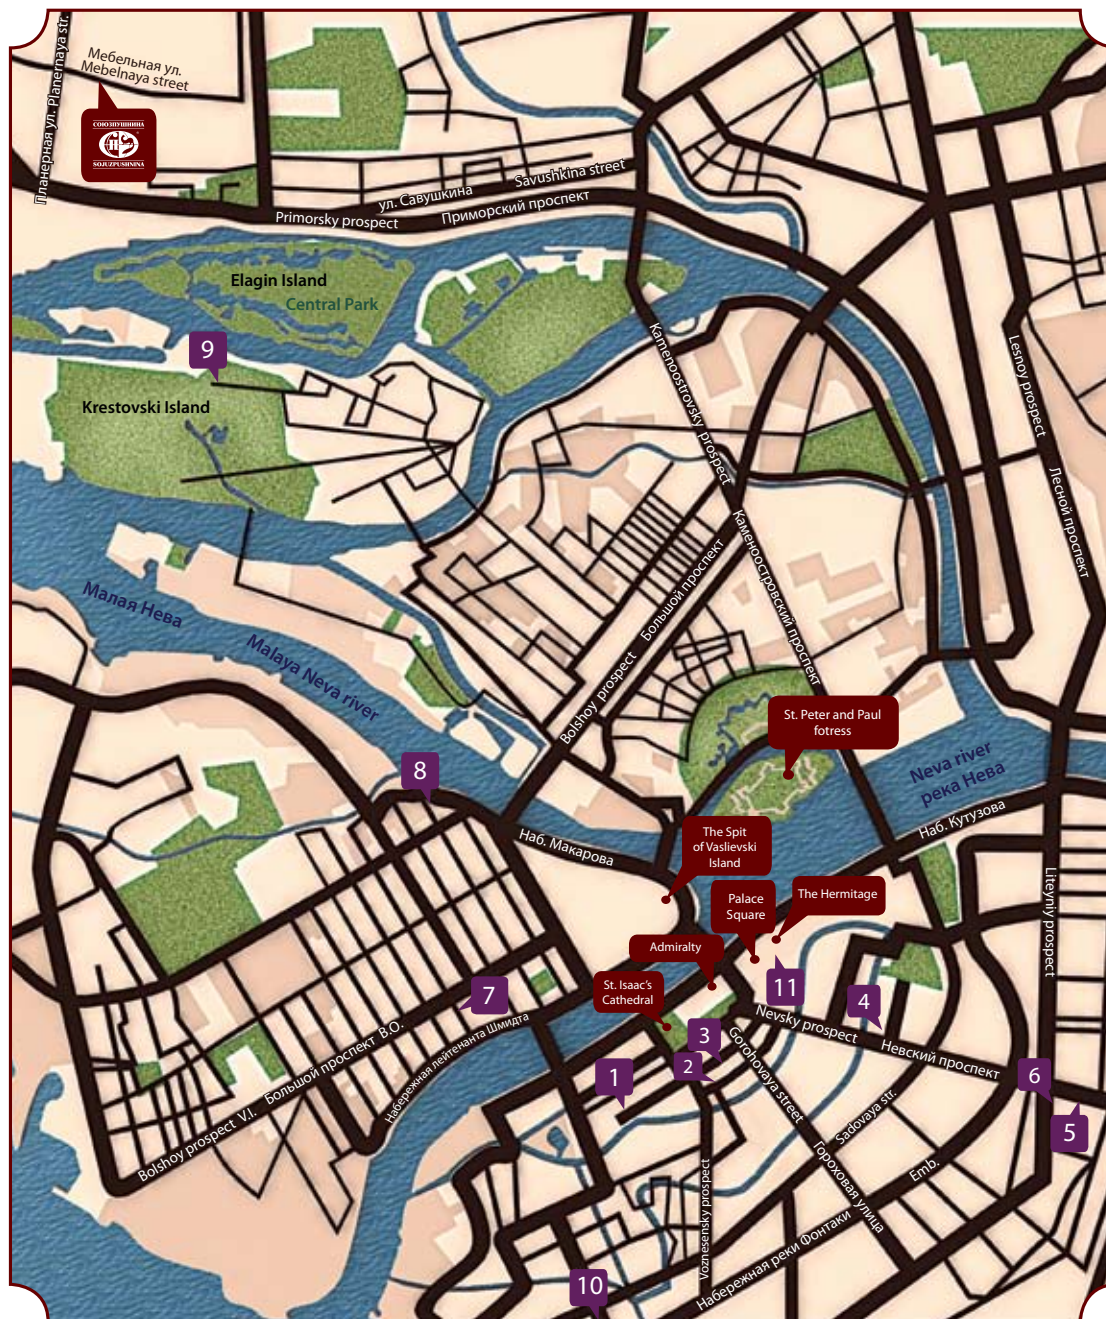 Планерная ул. Planernaya str.
Мебельная ул.
Mebelnaya street
СОЮЗПУШНИНА
SOJUZPUSHNINA
ул. Савушкина
Savushkina street
Primorsky prospect
Приморский проспект
Elagin Island
Central Park
9
Krestovski Island
Kamenoostrovsky prospect
Каменоостровский проспект
Lesnoy prospect
Лесной проспект
Малая Нева
Malaya Neva river
Bolshoy prospect
Большой проспект
St. Peter and Paul
fotress
Neva river
река Нева
8
Наб. Макарова
Наб. Кутузова
The Spit
of Vaslievski
Island
Palace
Square
The Hermitage
Admiralty
St. Isaac's
Cathedral
Liteyniy prospect
7
11
4
3
2
1
6
5
10
Nevsky prospect
Невский проспект
Bolshoy prospect V.I.
Большой проспект В.О.
Набережная лейтенанта Шмидта
Gorohovaya street
Гороховая улица
Sadovaya str.
Voznesensky prospect
Набережная реки Фонтаки
Emb.